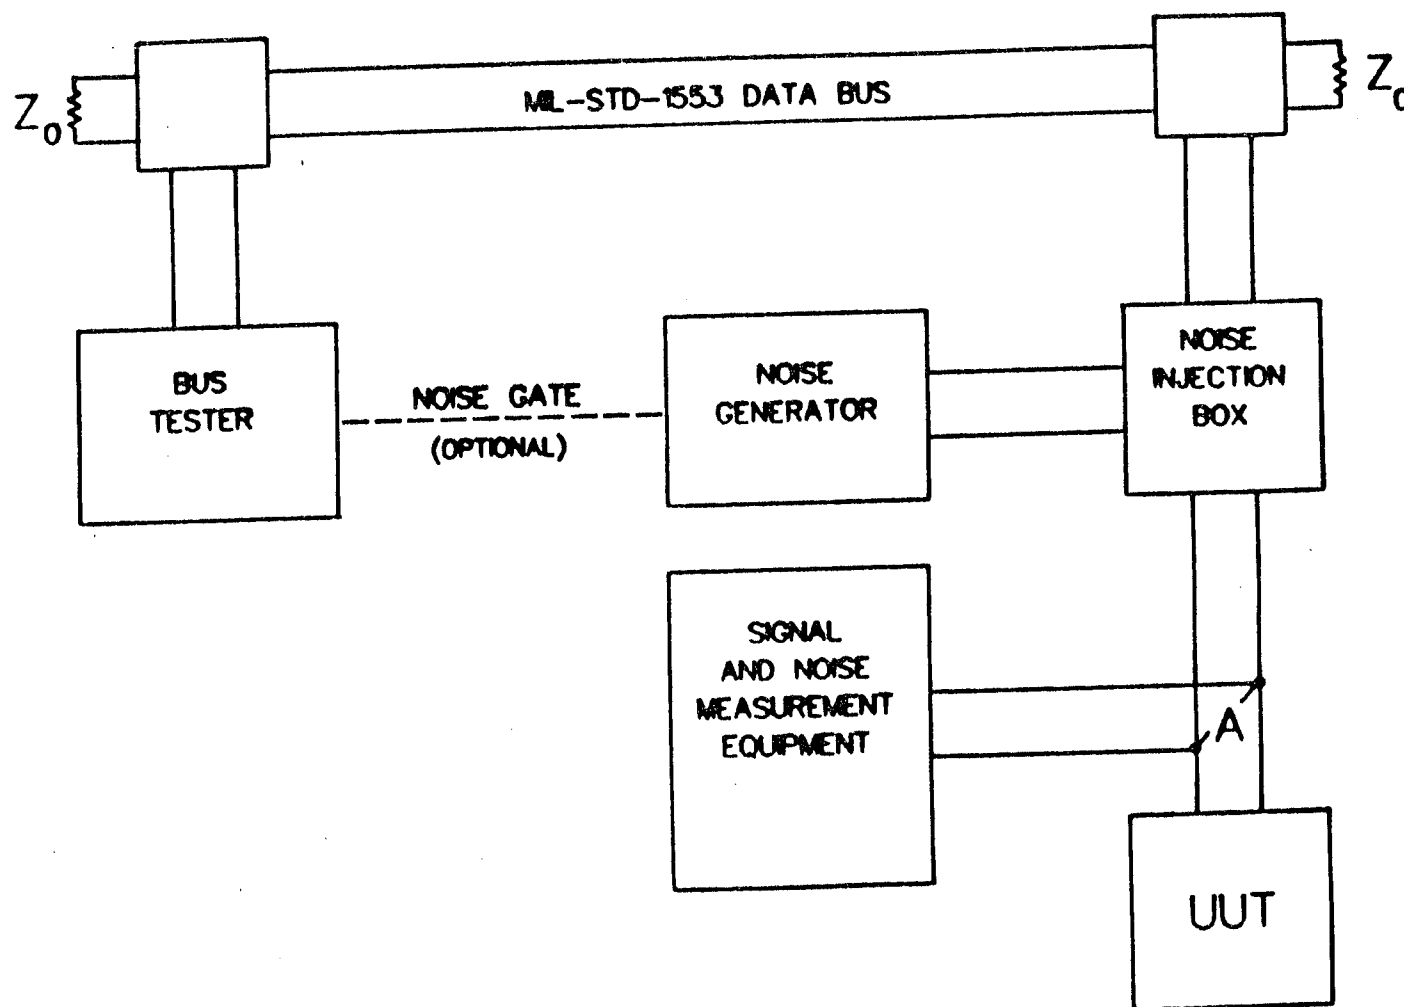 Z0
MIL-STD-1553 DATA BUS
Z0
BUS
TESTER
NOISE GATE
(OPTIONAL)
NOISE
GENERATOR
NOISE
INJECTION
BOX
SIGNAL
AND NOISE
MEASUREMENT
EQUIPMENT
A
UUT